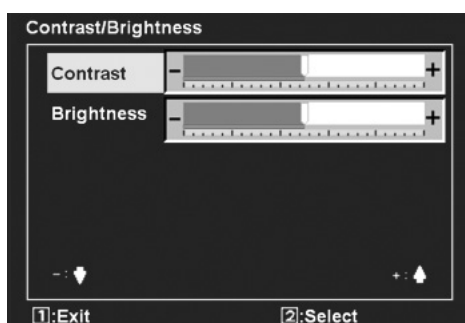 Contrast/Brightness
Contrast - +
Brightness - +
-: +:
1:Exit 2:Select